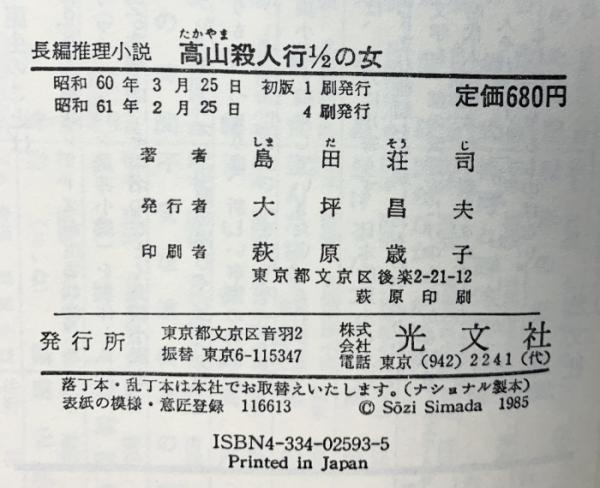 たかやま
長編推理小説 高山殺人行½の女
昭和60年3月25日 初版1刷発行
昭和61年2月25日 4刷発行
定価680円
しま だ そう じ
著者 島田荘司
発行者 大坪昌夫
印刷者 萩原歳子
東京都文京区後楽2-21-12
萩原印刷
発行所 東京都文京区音羽2 株式会社 光文社
振替 東京6-115347 電話 東京(942)2241(代)
落丁本・乱丁本は本社でお取替えいたします。(ナショナル製本)
表紙の模様・意匠登録 116613 © Sōzi Simada 1985
ISBN4-334-02593-5
Printed in Japan